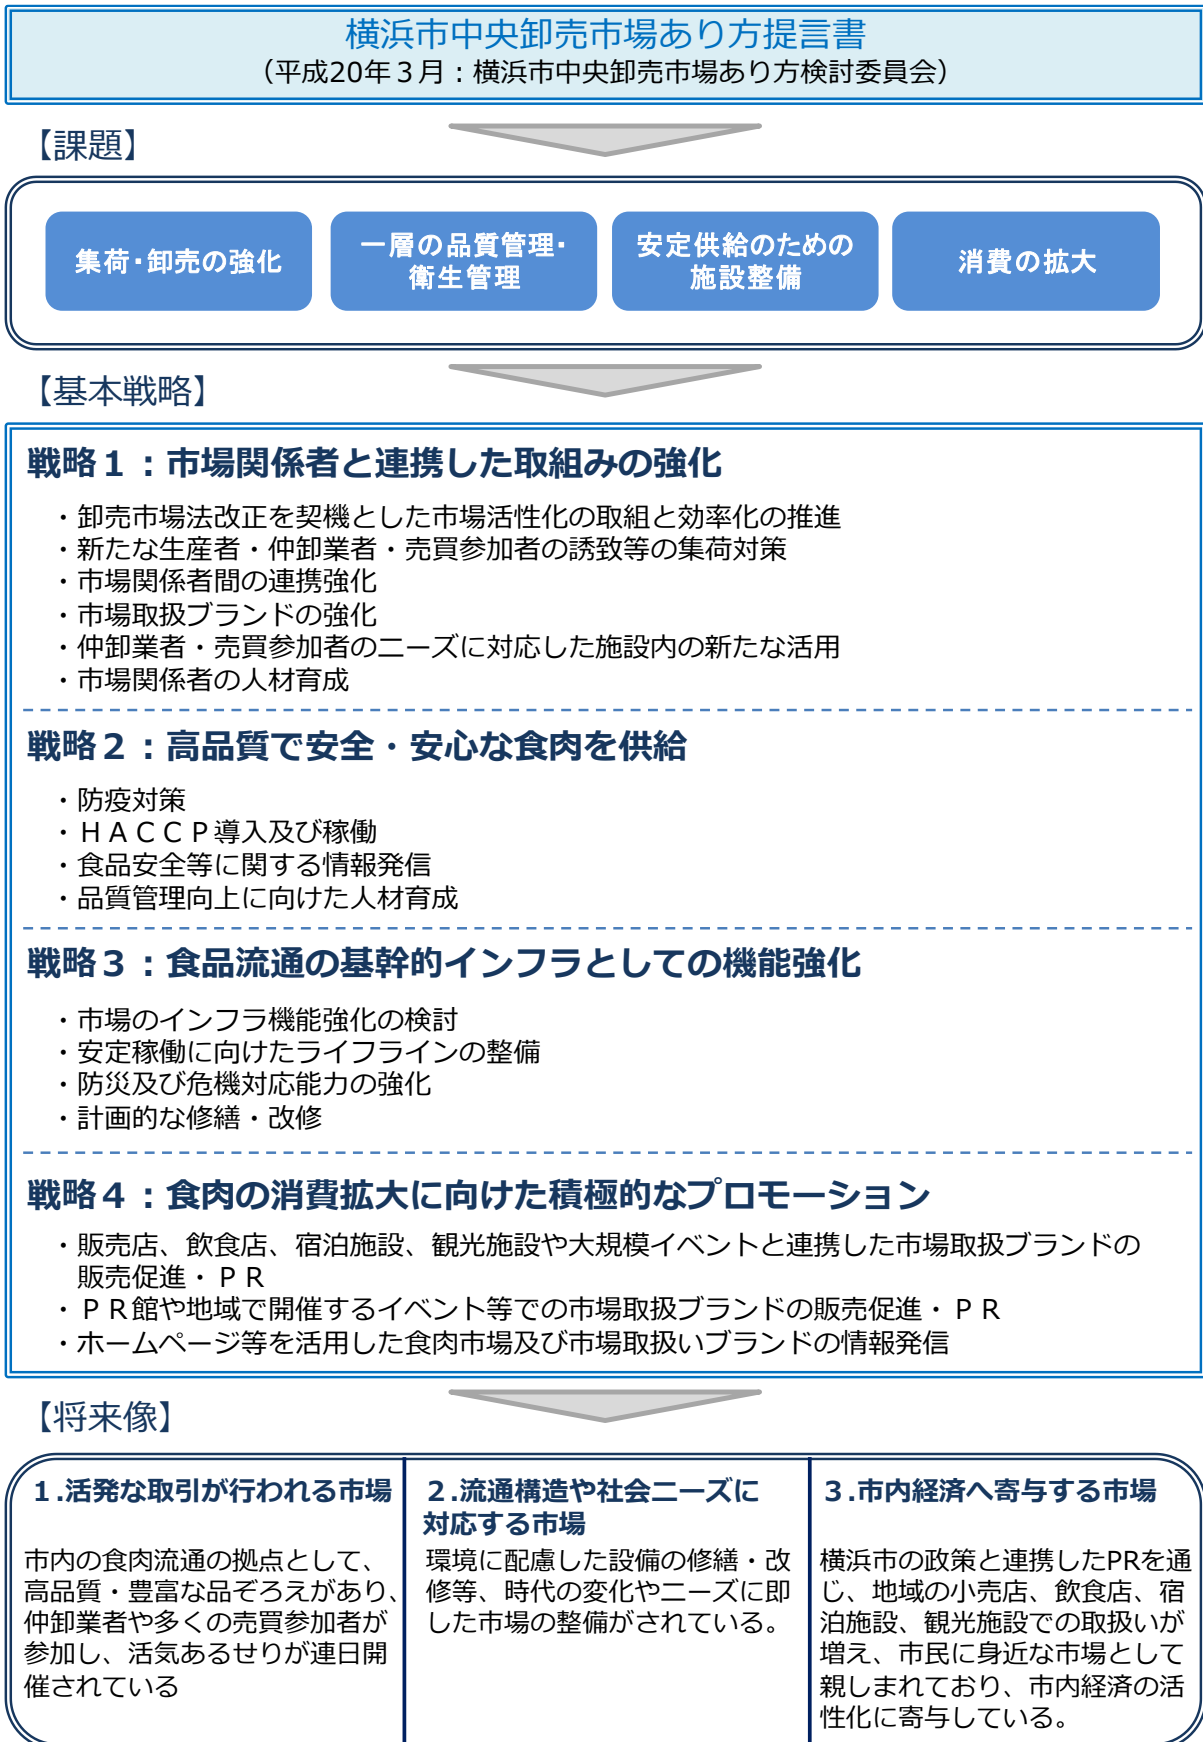 横浜市中央卸売市場あり方提言書
（平成20年３月：横浜市中央卸売市場あり方検討委員会）
【課題】
集荷・卸売の強化
一層の品質管理・
衛生管理
安定供給のための
施設整備
消費の拡大
【基本戦略】
戦略１：市場関係者と連携した取組みの強化
・卸売市場法改正を契機とした市場活性化の取組と効率化の推進
・新たな生産者・仲卸業者・売買参加者の誘致等の集荷対策
・市場関係者間の連携強化
・市場取扱ブランドの強化
・仲卸業者・売買参加者のニーズに対応した施設内の新たな活用
・市場関係者の人材育成
戦略２：高品質で安全・安心な食肉を供給
・防疫対策
・ＨＡＣＣＰ導入及び稼働
・食品安全等に関する情報発信
・品質管理向上に向けた人材育成
戦略３：食品流通の基幹的インフラとしての機能強化
・市場のインフラ機能強化の検討
・安定稼働に向けたライフラインの整備
・防災及び危機対応能力の強化
・計画的な修繕・改修
戦略４：食肉の消費拡大に向けた積極的なプロモーション
・販売店、飲食店、宿泊施設、観光施設や大規模イベントと連携した市場取扱ブランドの
販売促進・ＰＲ
・ＰＲ館や地域で開催するイベント等での市場取扱ブランドの販売促進・ＰＲ
・ホームページ等を活用した食肉市場及び市場取扱いブランドの情報発信
【将来像】
１.活発な取引が行われる市場
市内の食肉流通の拠点として、
高品質・豊富な品ぞろえがあり、
仲卸業者や多くの売買参加者が
参加し、活気あるせりが連日開
催されている
２.流通構造や社会ニーズに
対応する市場
環境に配慮した設備の修繕・改
修等、時代の変化やニーズに即
した市場の整備がされている。
３.市内経済へ寄与する市場
横浜市の政策と連携したPRを通
じ、地域の小売店、飲食店、宿
泊施設、観光施設での取扱いが
増え、市民に身近な市場として
親しまれており、市内経済の活
性化に寄与している。